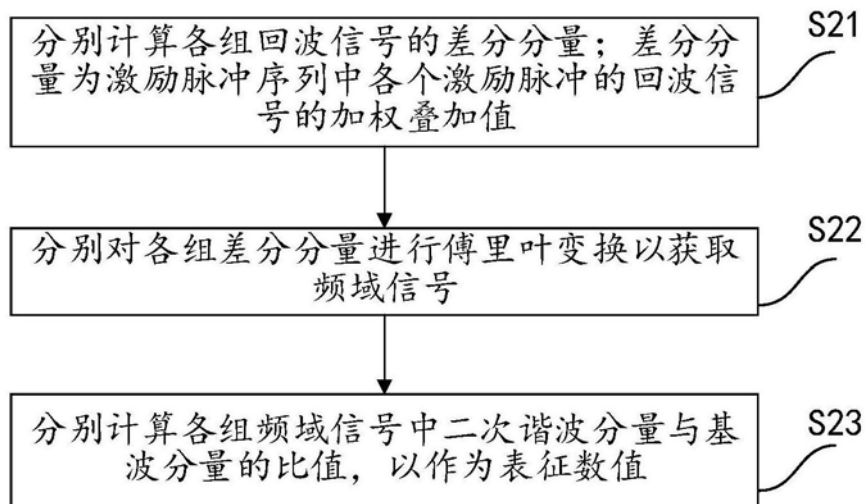 分别计算各组回波信号的差分分量；差分分
量为激励脉冲序列中各个激励脉冲的回波信
号的加权叠加值
S21
分别对各组差分分量进行傅里叶变换以获取
频域信号
S22
分别计算各组频域信号中二次谐波分量与基
波分量的比值，以作为表征数值
S23